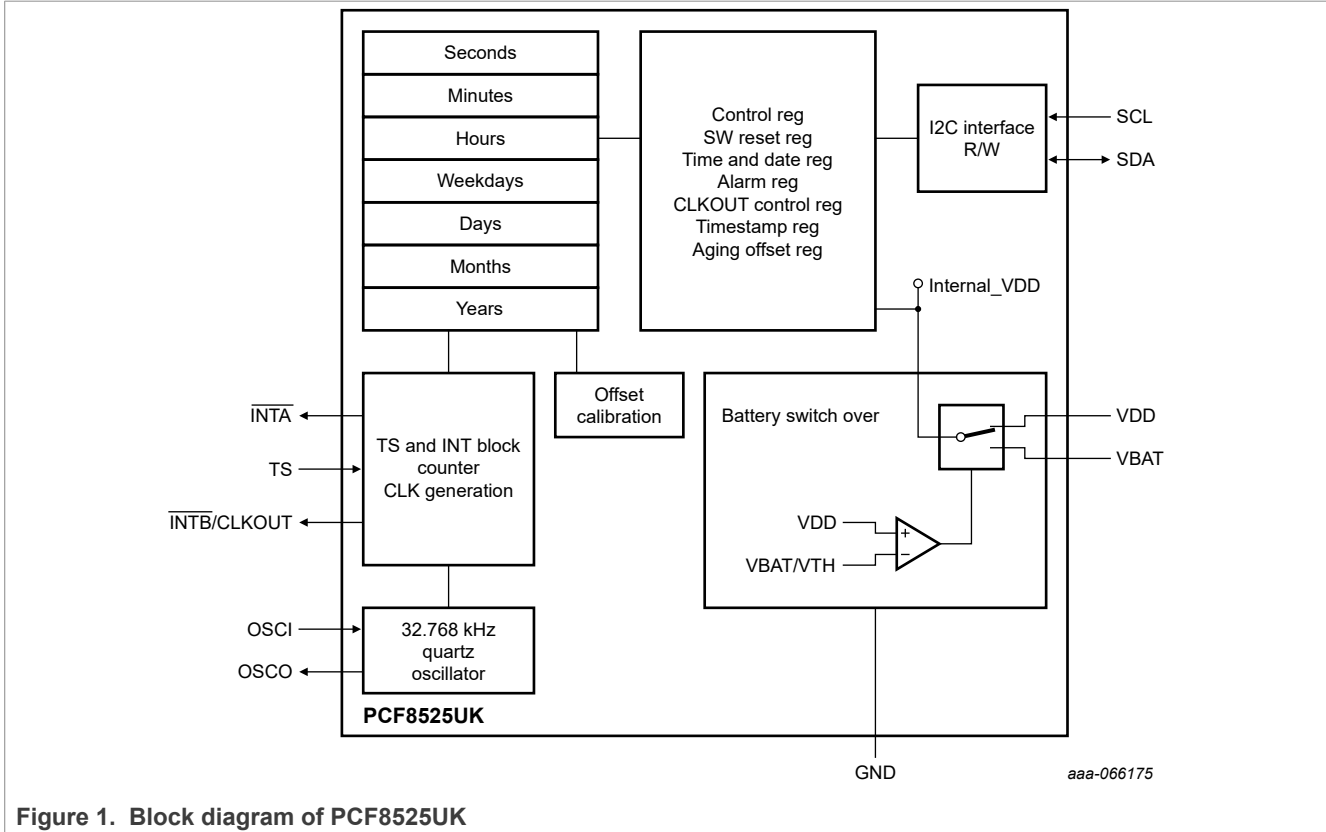 Seconds
Minutes
Hours
Weekdays
Days
Months
Years
Control reg
SW reset reg
Time and date reg
Alarm reg
CLKOUT control reg
Timestamp reg
Aging offset reg
I2C interface
R/W
SCL
SDA
Internal_VDD
Offset
calibration
INTA
TS
INTB/CLKOUT
TS and INT block
counter
CLK generation
Battery switch over
VDD
VBAT
VDD
+
VBAT/VTH
−
OSCI
OSCO
32.768 kHz
quartz
oscillator
PCF8525UK
GND
aaa-066175
Figure 1. Block diagram of PCF8525UK